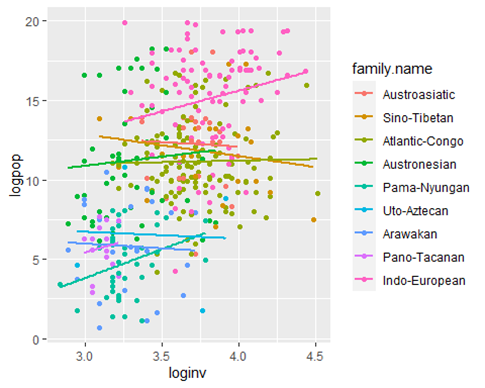 20
15
10
5
0
logpop
3.0 3.5 4.0 4.5
loginv
family.name
Austroasiatic
Sino-Tibetan
Atlantic-Congo
Austronesian
Pama-Nyungan
Uto-Aztecan
Arawakan
Pano-Tacanan
Indo-European